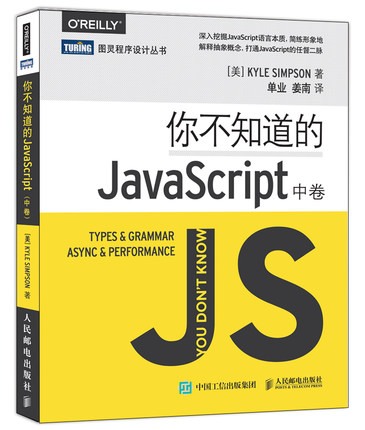 O'REILLY®
TURING 图灵程序设计丛书
深入挖掘JavaScript语言本质,简练形象地
解释抽象概念,打通JavaScript的任督二脉
[美] KYLE SIMPSON 著
单业 姜南 译
你不知道的
JavaScript 中卷
TYPES & GRAMMAR
ASYNC & PERFORMANCE
JS
YOU DON'T KNOW
中国工信出版集团
人民邮电出版社
你不知道的JavaScript(中卷)
[美] KYLE SIMPSON 著
人民邮电出版社